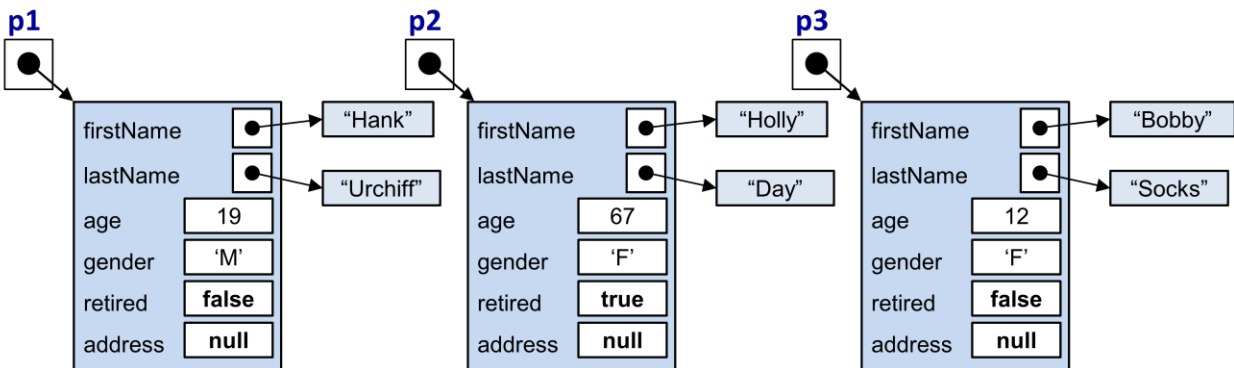 p1 p2 p3
firstName "Hank" firstName "Holly" firstName "Bobby"
lastName "Urchiff" lastName "Day" lastName "Socks"
age 19 age 67 age 12
gender 'M' gender 'F' gender 'F'
retired false retired true retired false
address null address null address null